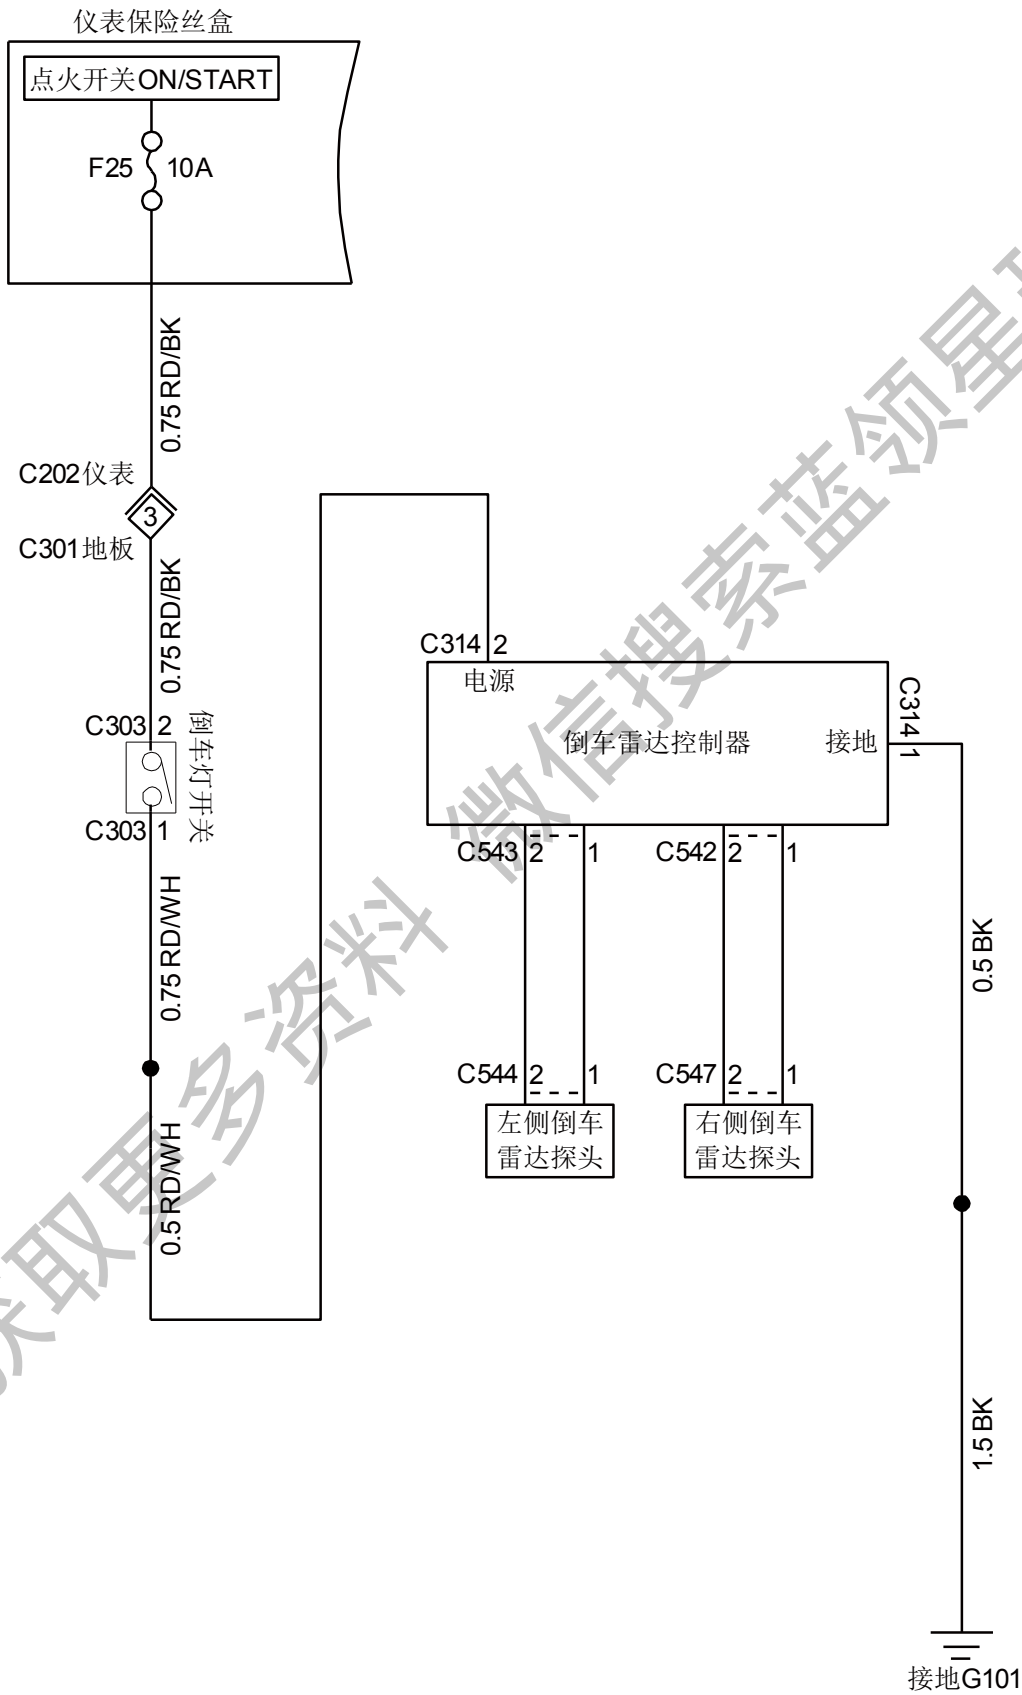 仪表保险丝盒
点火开关ON/START
F25
10A
0.75 RD/BK
C202仪表
3
C301地板
0.75 RD/BK
C303 2
倒车灯开关
C303 1
0.75 RD/WH
0.5 RD/WH
C314 2
电源
倒车雷达控制器
接地
C314 1
C543 2 1
C542 2 1
C544 2 1
C547 2 1
左侧倒车
雷达探头
右侧倒车
雷达探头
0.5 BK
1.5 BK
接地G101
获取更多资料 微信搜索蓝领星球